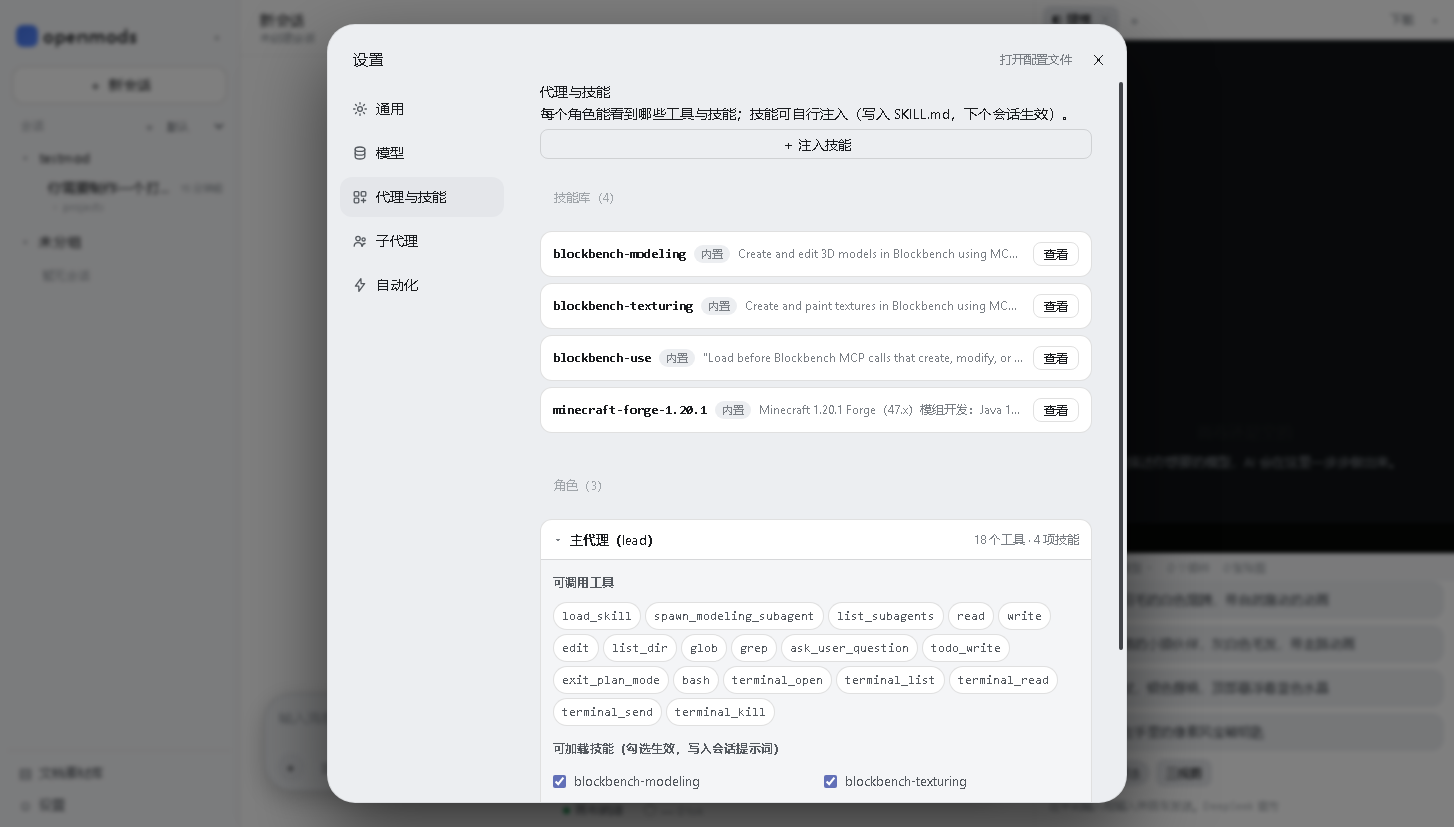 openmods
设置
打开配置文件
通用
模型
代理与技能
子代理
自动化
代理与技能
每个角色能看到哪些工具与技能；技能可自行注入（写入 SKILL.md，下个会话生效）。
+ 注入技能
技能库（4）
blockbench-modeling 内置 Create and edit 3D models in Blockbench using MC... 查看
blockbench-texturing 内置 Create and paint textures in Blockbench using MC... 查看
blockbench-use 内置 "Load before Blockbench MCP calls that create, modify, or ... 查看
minecraft-forge-1.20.1 内置 Minecraft 1.20.1 Forge（47.x）模组开发：Java 1... 查看
角色（3）
主代理（lead） 18 个工具 · 4 项技能
可调用工具
load_skill spawn_modeling_subagent list_subagents read write
edit list_dir glob grep ask_user_question todo_write
exit_plan_mode bash terminal_open terminal_list terminal_read
terminal_send terminal_kill
可加载技能（勾选生效，写入会话提示词）
blockbench-modeling blockbench-texturing